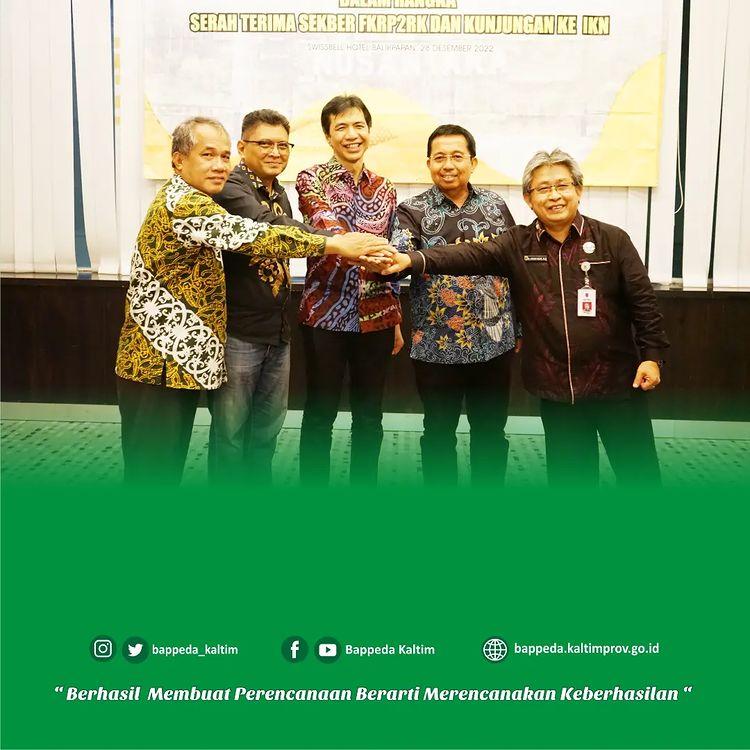 DALAM RANGKA
SERAH TERIMA SEKBER FKRP2RK DAN KUNJUNGAN KE IKN
SWISSBELL HOTEL BALIKPAPAN, 28 DESEMBER 2022
NUSANTARA
bappeda_kaltim
Bappeda Kaltim
bappeda.kaltimprov.go.id
“ Berhasil Membuat Perencanaan Berarti Merencanakan Keberhasilan “